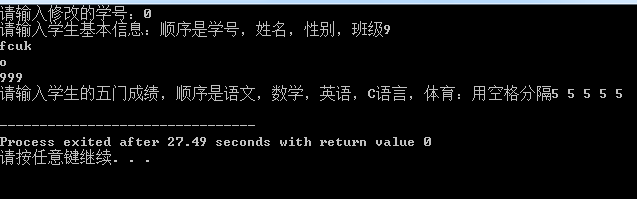 请输入修改的学号：0
请输入学生基本信息：顺序是学号，姓名，性别，班级9
fcuk
o
999
请输入学生的五门成绩，顺序是语文，数学，英语，C语言，体育：用空格分隔5 5 5 5 5

--------------------------------
Process exited after 27.49 seconds with return value 0
请按任意键继续. . .